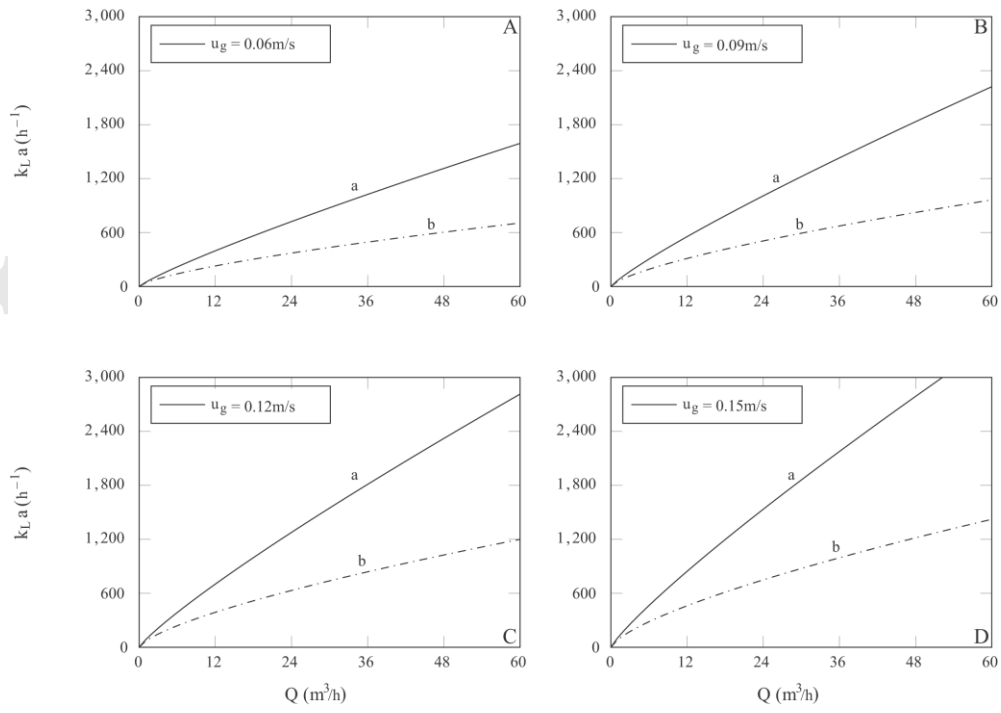 3,000
2,400
1,800
1,200
600
0
k_L a (h^−1)
u_g = 0.06m/s
A
a
b
0 12 24 36 48 60
3,000
2,400
1,800
1,200
600
0
u_g = 0.09m/s
B
a
b
0 12 24 36 48 60
3,000
2,400
1,800
1,200
600
0
k_L a (h^−1)
u_g = 0.12m/s
a
b
C
0 12 24 36 48 60
Q (m^3/h)
3,000
2,400
1,800
1,200
600
0
u_g = 0.15m/s
a
b
D
0 12 24 36 48 60
Q (m^3/h)